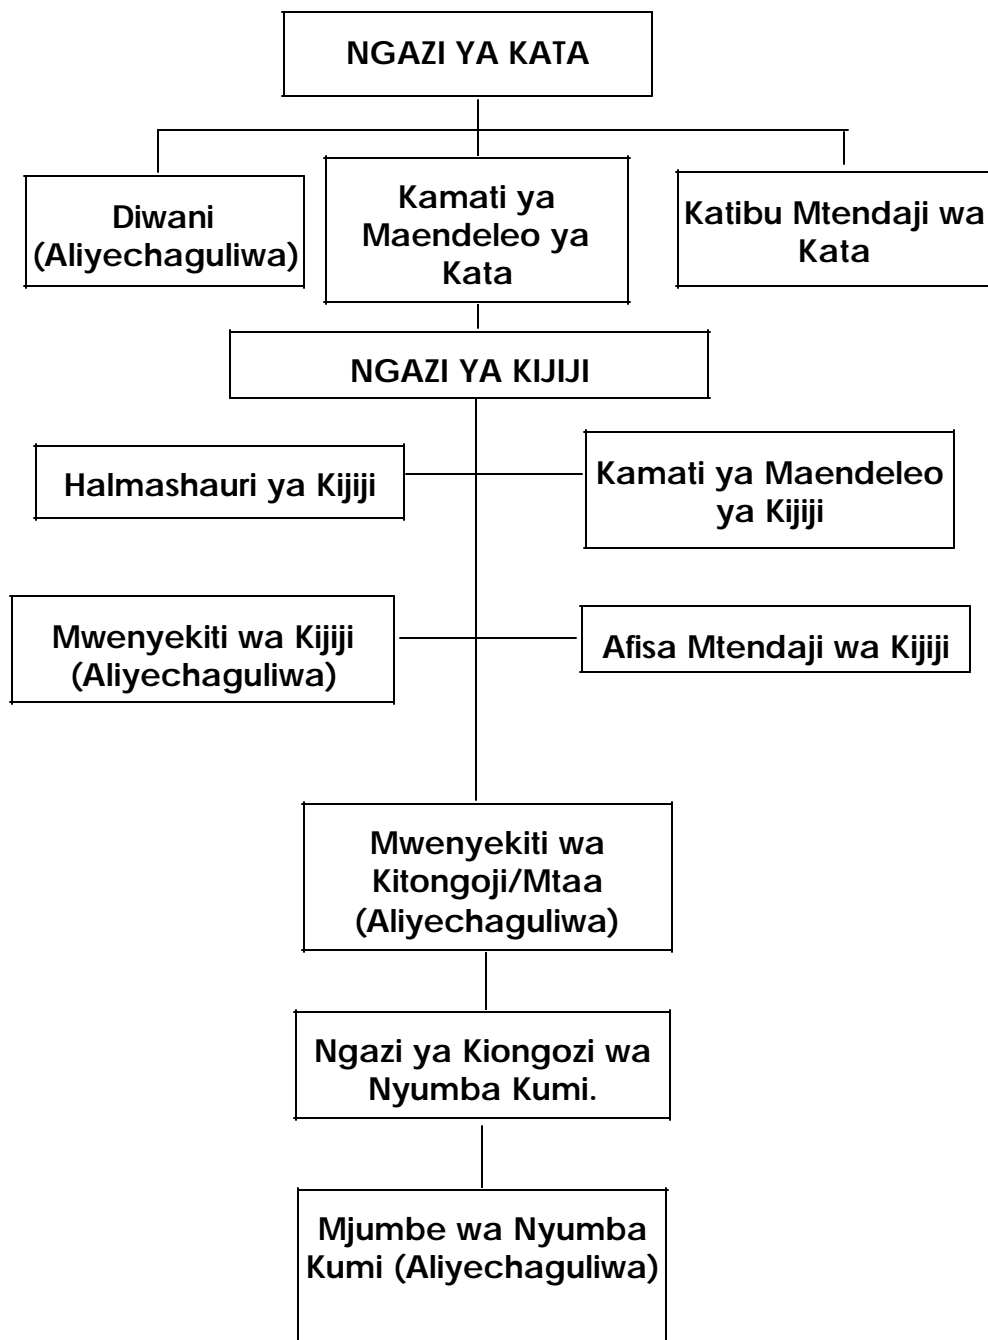 NGAZI YA KATA
Diwani
(Aliyechaguliwa)
Kamati ya
Maendeleo ya
Kata
Katibu Mtendaji wa
Kata
NGAZI YA KIJIJI
Halmashauri ya Kijiji
Kamati ya Maendeleo
ya Kijiji
Mwenyekiti wa Kijiji
(Aliyechaguliwa)
Afisa Mtendaji wa Kijiji
Mwenyekiti wa
Kitongoji/Mtaa
(Aliyechaguliwa)
Ngazi ya Kiongozi wa
Nyumba Kumi.
Mjumbe wa Nyumba
Kumi (Aliyechaguliwa)